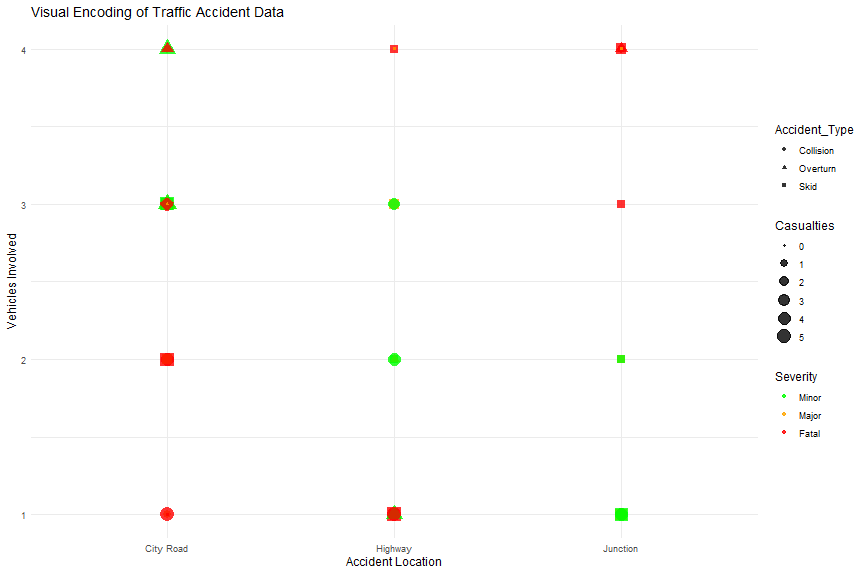 Visual Encoding of Traffic Accident Data
Vehicles Involved
4
3
2
1
City Road
Highway
Junction
Accident Location
Accident_Type
Collision
Overturn
Skid
Casualties
0
1
2
3
4
5
Severity
Minor
Major
Fatal